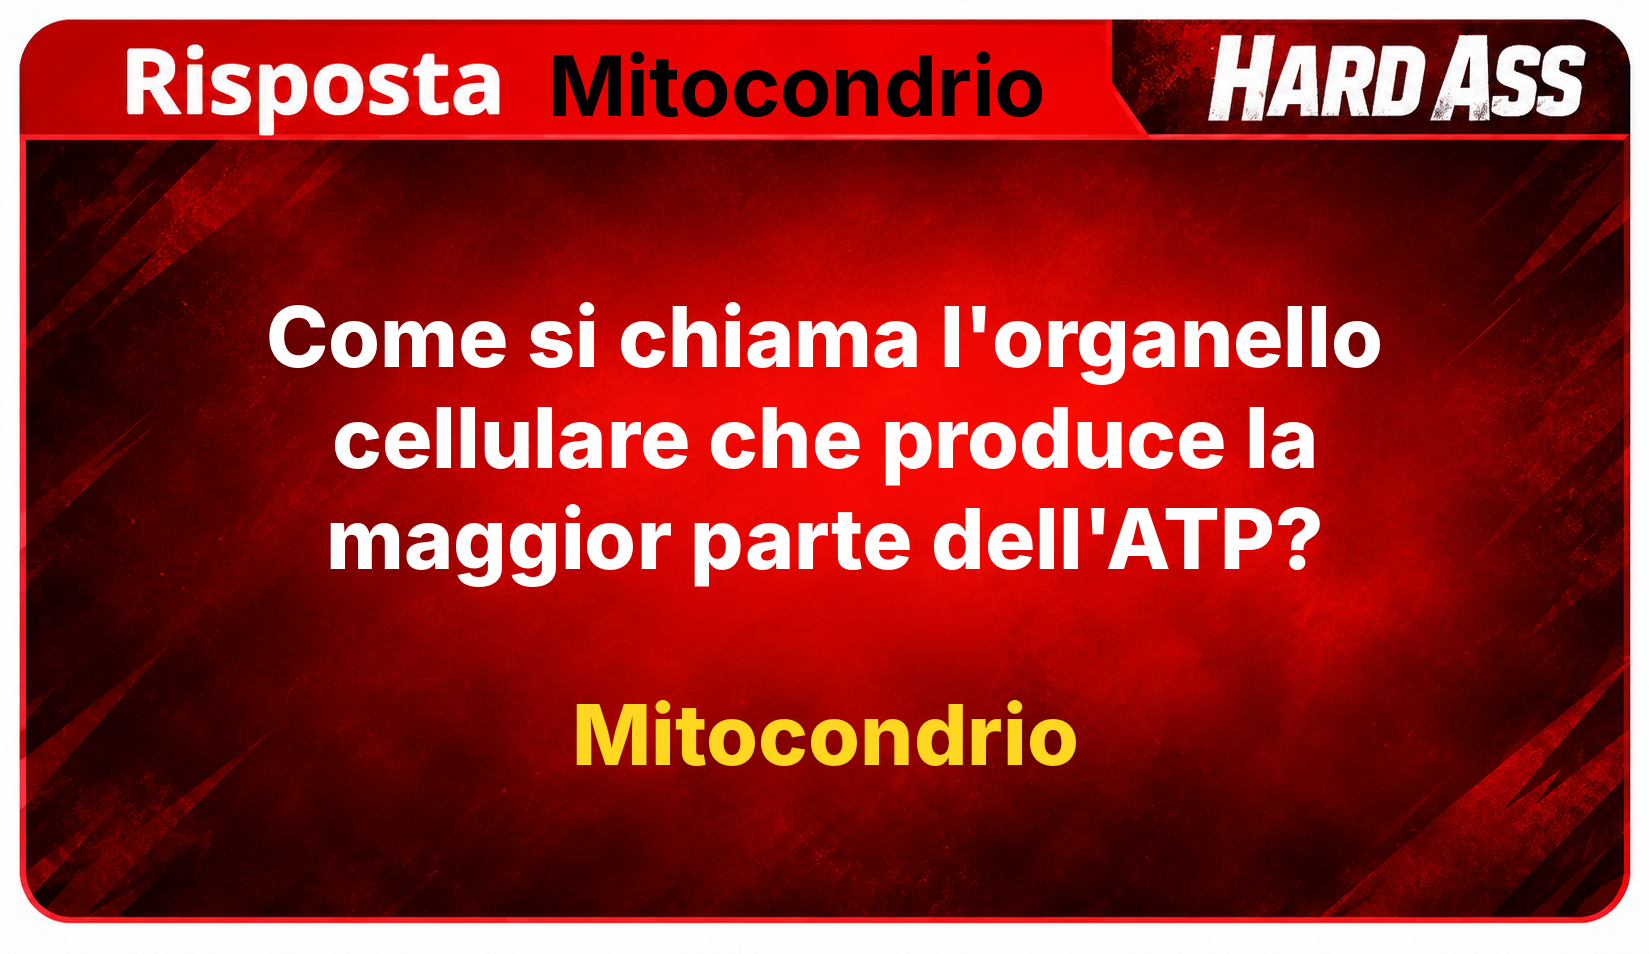 Risposta Mitocondrio HARD ASS
Come si chiama l'organello
cellulare che produce la
maggior parte dell'ATP?
Mitocondrio